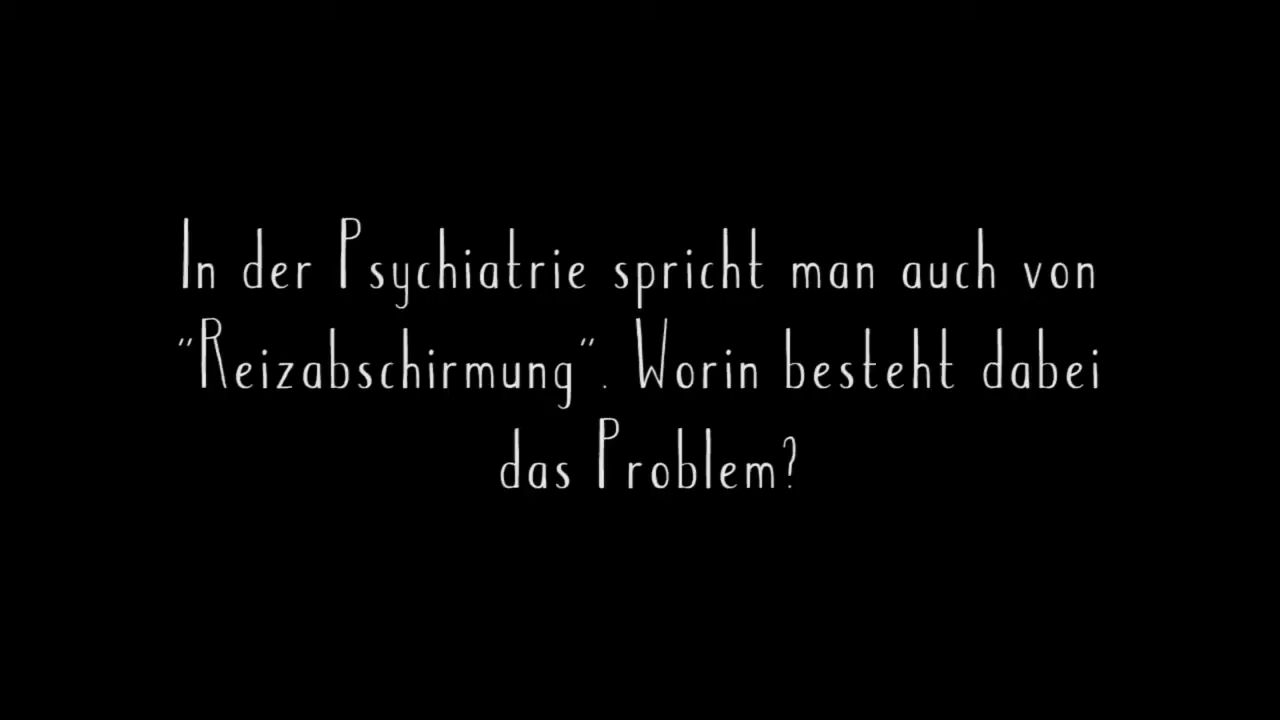 In der Psychiatrie spricht man auch von
"Reizabschirmung". Worin besteht dabei
das Problem?